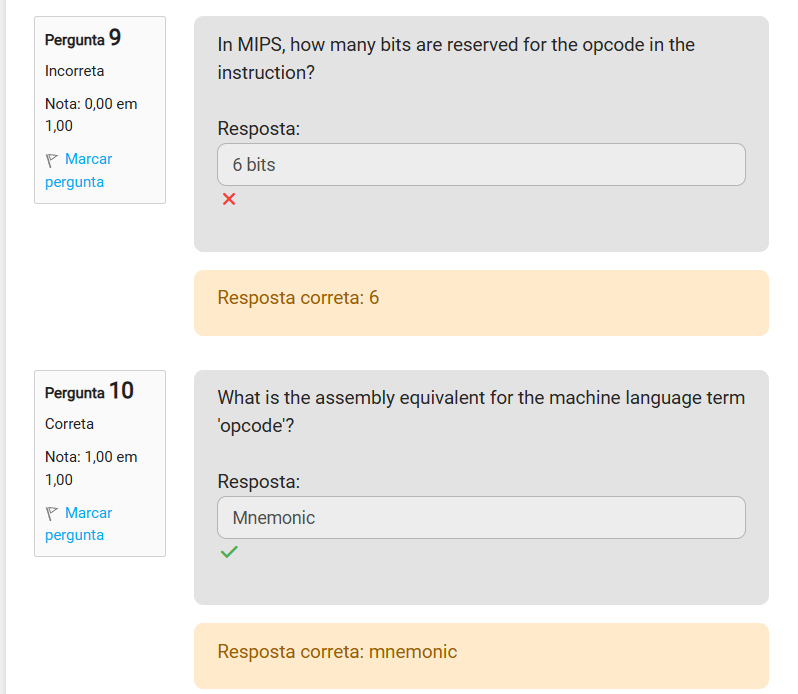 Pergunta 9
Incorreta
Nota: 0,00 em
1,00
Marcar
pergunta
In MIPS, how many bits are reserved for the opcode in the
instruction?
Resposta:
6 bits
Resposta correta: 6
Pergunta 10
Correta
Nota: 1,00 em
1,00
Marcar
pergunta
What is the assembly equivalent for the machine language term
'opcode'?
Resposta:
Mnemonic
Resposta correta: mnemonic